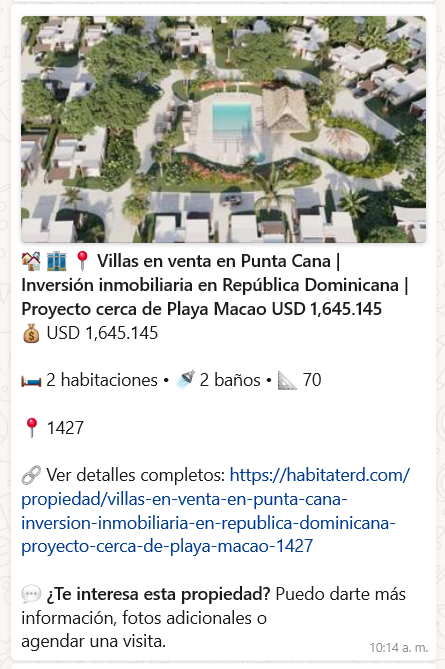 🏘️ 🏬 📍 Villas en venta en Punta Cana |
Inversión inmobiliaria en República Dominicana |
Proyecto cerca de Playa Macao USD 1,645.145
💰 USD 1,645.145
🛏️ 2 habitaciones • 🚿 2 baños • 📐 70
📍 1427
🔗 Ver detalles completos: https://habitaterd.com/
propiedad/villas-en-venta-en-punta-cana-
inversion-inmobiliaria-en-republica-dominicana-
proyecto-cerca-de-playa-macao-1427
💬 ¿Te interesa esta propiedad? Puedo darte más
información, fotos adicionales o
agendar una visita.
10:14 a. m.